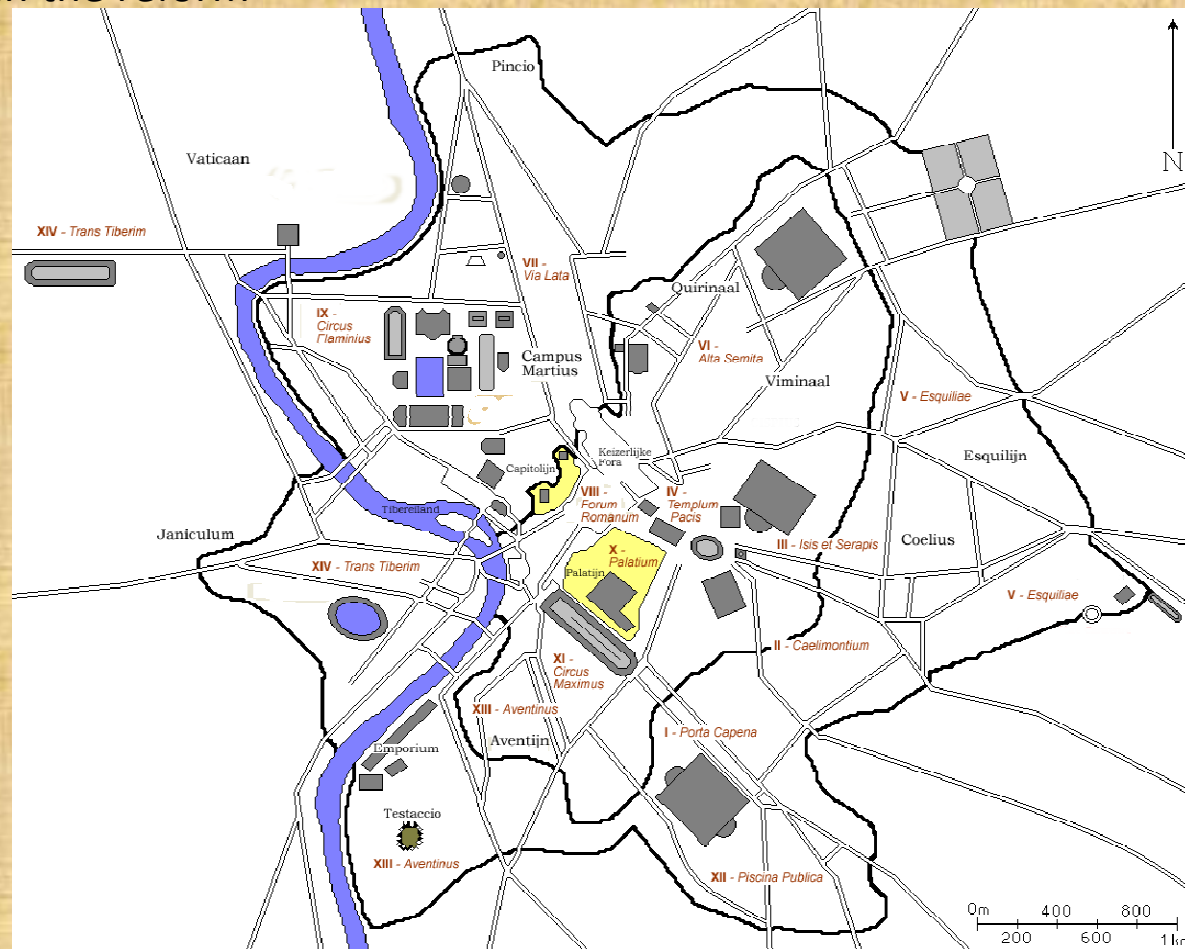 in the reform
Pincio
N
Vaticaan
XIV - Trans Tiberim
VII -
Via Lata
Quirinaal
IX -
Circus
Flaminius
VI -
Alta Semita
Campus
Martius
Viminaal
V - Esquiliae
Keizerlijke
Fora
Esquilijn
Capitolijn
VIII -
Forum
Romanum
IV -
Templum
Pacis
Tibereiland
Janiculum
III - Isis et Serapis
Coelius
X -
Palatium
Palatijn
XIV - Trans Tiberim
V - Esquiliae
II - Caelimontium
XI -
Circus
Maximus
XIII - Aventinus
Aventijn
I - Porta Capena
Emporium
Testaccio
XIII - Aventinus
XII - Piscina Publica
0m 400 800
200 600